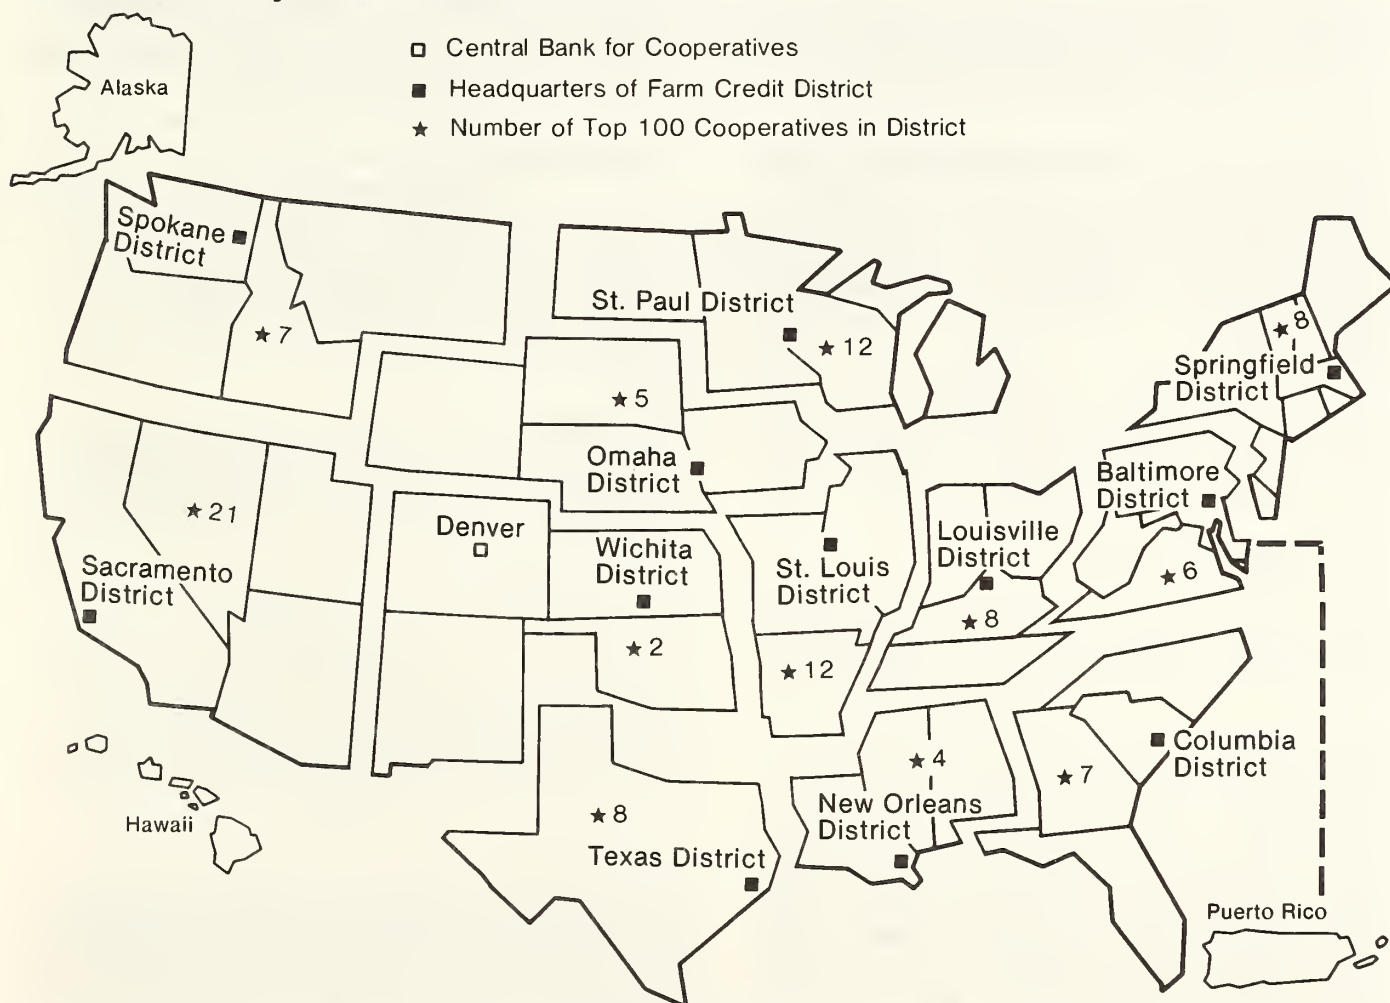 Alaska
□ Central Bank for Cooperatives
■ Headquarters of Farm Credit District
★ Number of Top 100 Cooperatives in District
Spokane
District
★ 7
St. Paul District
★ 12
★ 8
Springfield
District
★ 5
Omaha
District
Baltimore
District
★ 21
Denver
Wichita
District
St. Louis
District
Louisville
District
★ 6
Sacramento
District
★ 2
★ 12
★ 8
★ 4
★ 7
Columbia
District
Hawaii
★ 8
Texas District
New Orleans
District
Puerto Rico